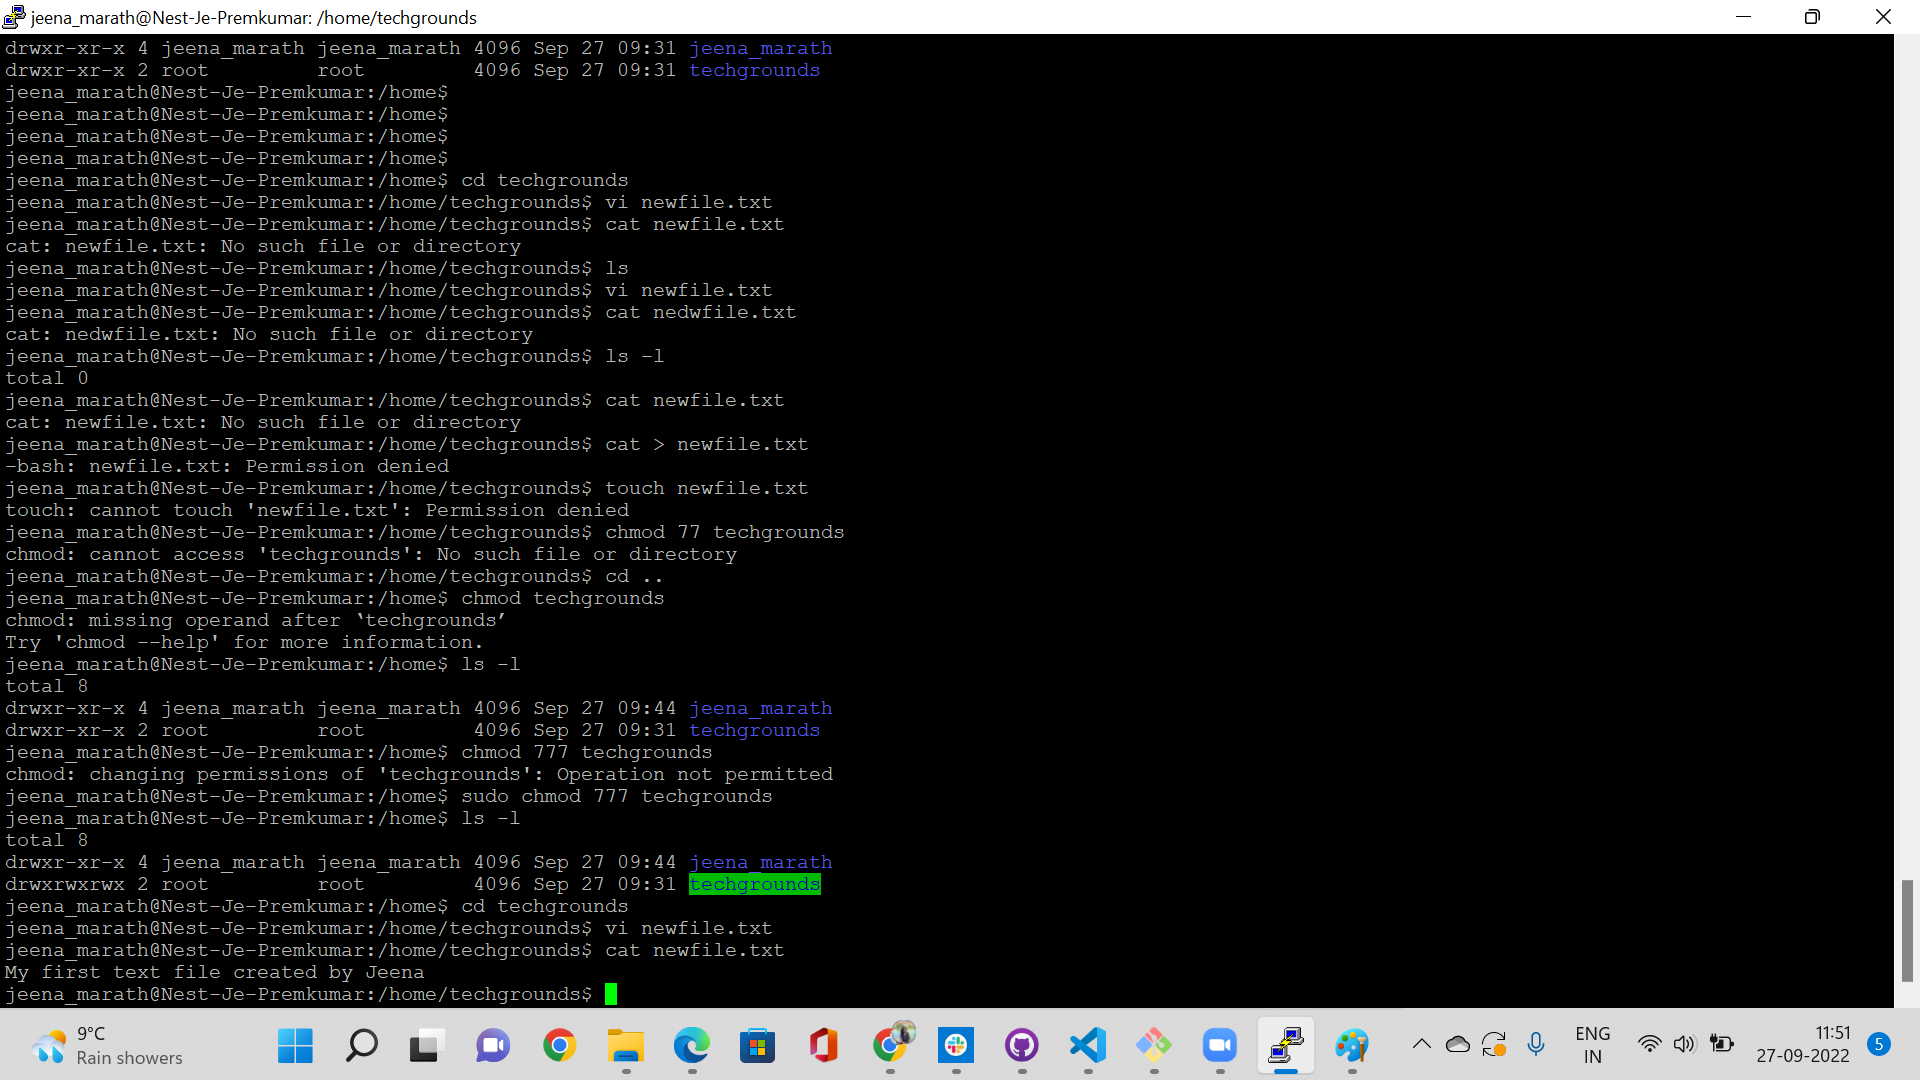 jeena_marath@Nest-Je-Premkumar: /home/techgrounds
drwxr-xr-x 4 jeena_marath jeena_marath 4096 Sep 27 09:31 jeena_marath
drwxr-xr-x 2 root         root         4096 Sep 27 09:31 techgrounds
jeena_marath@Nest-Je-Premkumar:/home$
jeena_marath@Nest-Je-Premkumar:/home$
jeena_marath@Nest-Je-Premkumar:/home$
jeena_marath@Nest-Je-Premkumar:/home$
jeena_marath@Nest-Je-Premkumar:/home$ cd techgrounds
jeena_marath@Nest-Je-Premkumar:/home/techgrounds$ vi newfile.txt
jeena_marath@Nest-Je-Premkumar:/home/techgrounds$ cat newfile.txt
cat: newfile.txt: No such file or directory
jeena_marath@Nest-Je-Premkumar:/home/techgrounds$ ls
jeena_marath@Nest-Je-Premkumar:/home/techgrounds$ vi newfile.txt
jeena_marath@Nest-Je-Premkumar:/home/techgrounds$ cat nedwfile.txt
cat: nedwfile.txt: No such file or directory
jeena_marath@Nest-Je-Premkumar:/home/techgrounds$ ls -l
total 0
jeena_marath@Nest-Je-Premkumar:/home/techgrounds$ cat newfile.txt
cat: newfile.txt: No such file or directory
jeena_marath@Nest-Je-Premkumar:/home/techgrounds$ cat > newfile.txt
-bash: newfile.txt: Permission denied
jeena_marath@Nest-Je-Premkumar:/home/techgrounds$ touch newfile.txt
touch: cannot touch 'newfile.txt': Permission denied
jeena_marath@Nest-Je-Premkumar:/home/techgrounds$ chmod 77 techgrounds
chmod: cannot access 'techgrounds': No such file or directory
jeena_marath@Nest-Je-Premkumar:/home/techgrounds$ cd ..
jeena_marath@Nest-Je-Premkumar:/home$ chmod techgrounds
chmod: missing operand after ‘techgrounds’
Try 'chmod --help' for more information.
jeena_marath@Nest-Je-Premkumar:/home$ ls -l
total 8
drwxr-xr-x 4 jeena_marath jeena_marath 4096 Sep 27 09:44 jeena_marath
drwxr-xr-x 2 root         root         4096 Sep 27 09:31 techgrounds
jeena_marath@Nest-Je-Premkumar:/home$ chmod 777 techgrounds
chmod: changing permissions of 'techgrounds': Operation not permitted
jeena_marath@Nest-Je-Premkumar:/home$ sudo chmod 777 techgrounds
jeena_marath@Nest-Je-Premkumar:/home$ ls -l
total 8
drwxr-xr-x 4 jeena_marath jeena_marath 4096 Sep 27 09:44 jeena_marath
drwxrwxrwx 2 root         root         4096 Sep 27 09:31 techgrounds
jeena_marath@Nest-Je-Premkumar:/home$ cd techgrounds
jeena_marath@Nest-Je-Premkumar:/home/techgrounds$ vi newfile.txt
jeena_marath@Nest-Je-Premkumar:/home/techgrounds$ cat newfile.txt
My first text file created by Jeena
jeena_marath@Nest-Je-Premkumar:/home/techgrounds$
9°C
Rain showers
ENG
IN
11:51
27-09-2022
5